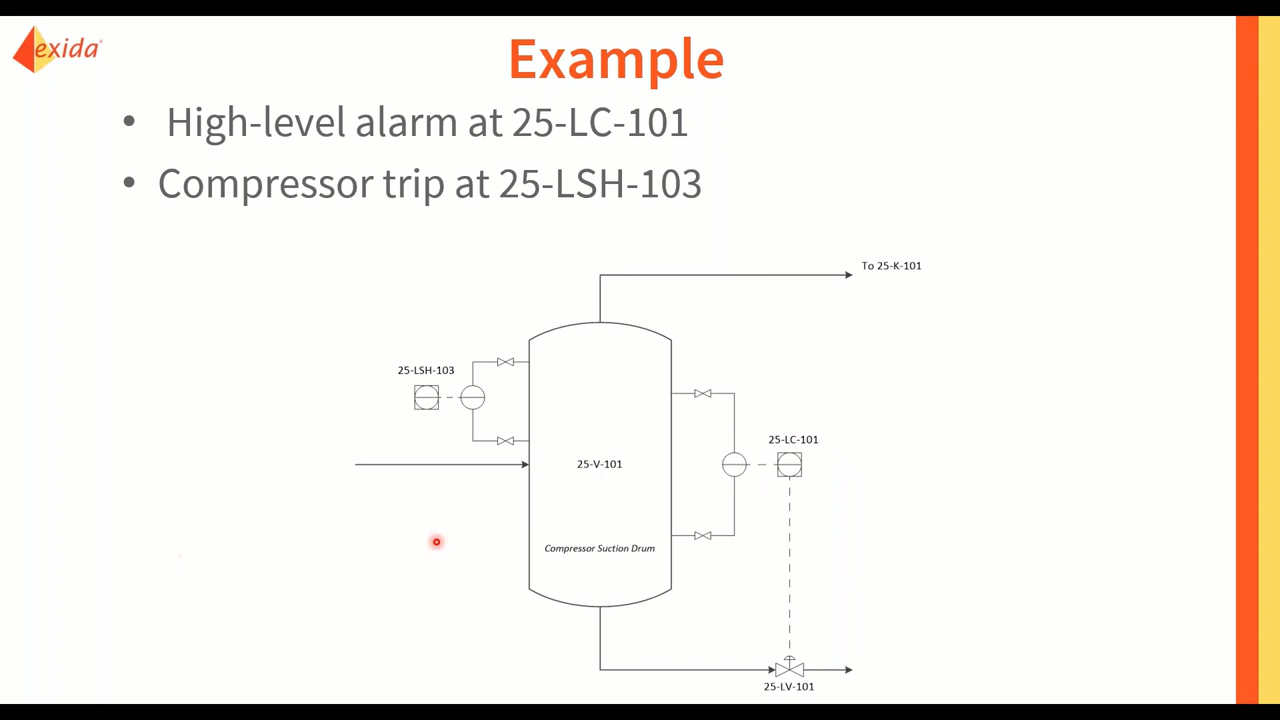 exida
Example
• High-level alarm at 25-LC-101
• Compressor trip at 25-LSH-103
To 25-K-101
25-LSH-103
25-LC-101
25-V-101
Compressor Suction Drum
25-LV-101